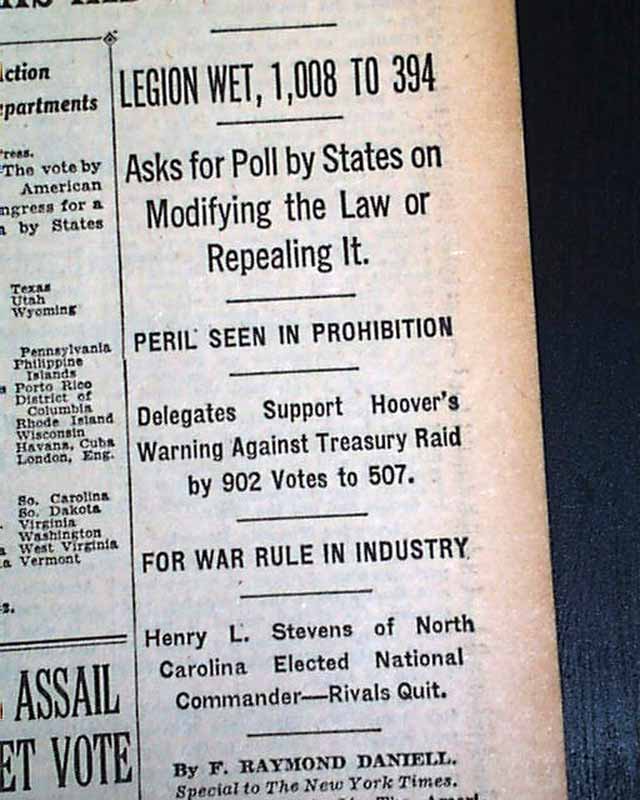 ction
partments
ress.
The vote by
American
ngress for a
by States
Texas
Utah
Wyoming
Pennsylvania
Philippine
Islands
Porto Rico
District of
Columbia
Rhode Island
Wisconsin
Havana, Cuba
London, Eng.
So. Carolina
So. Dakota
Virginia
Washington
West Virginia
Vermont
s.
ASSAIL
ET VOTE
LEGION WET, 1,008 TO 394
Asks for Poll by States on
Modifying the Law or
Repealing It.
PERIL SEEN IN PROHIBITION
Delegates Support Hoover's
Warning Against Treasury Raid
by 902 Votes to 507.
FOR WAR RULE IN INDUSTRY
Henry L. Stevens of North
Carolina Elected National
Commander—Rivals Quit.
By F. RAYMOND DANIELL.
Special to The New York Times.